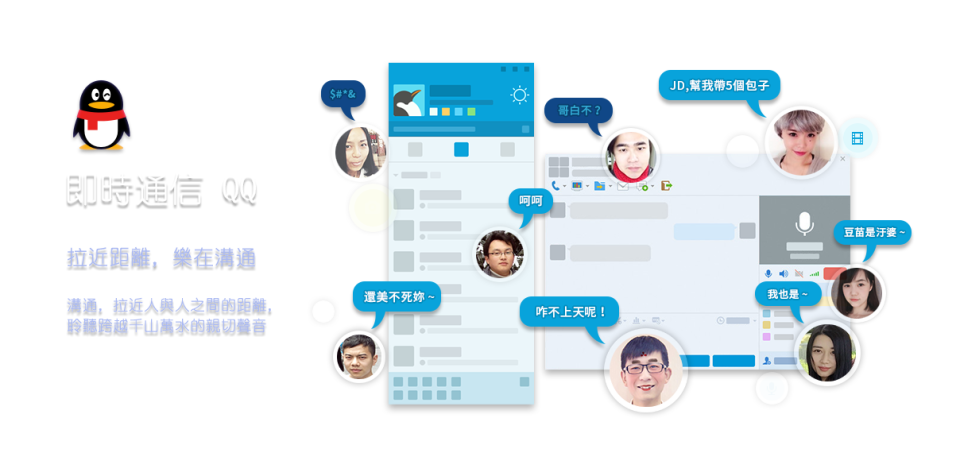 即時通信 QQ
拉近距離, 樂在溝通
溝通, 拉近人與人之間的距離,
聆聽跨越千山萬水的親切聲音
$#*&
哥白不?
JD,幫我帶5個包子
呵呵
豆苗是汙婆 ~
還美不死妳 ~
我也是 ~
咋不上天呢!